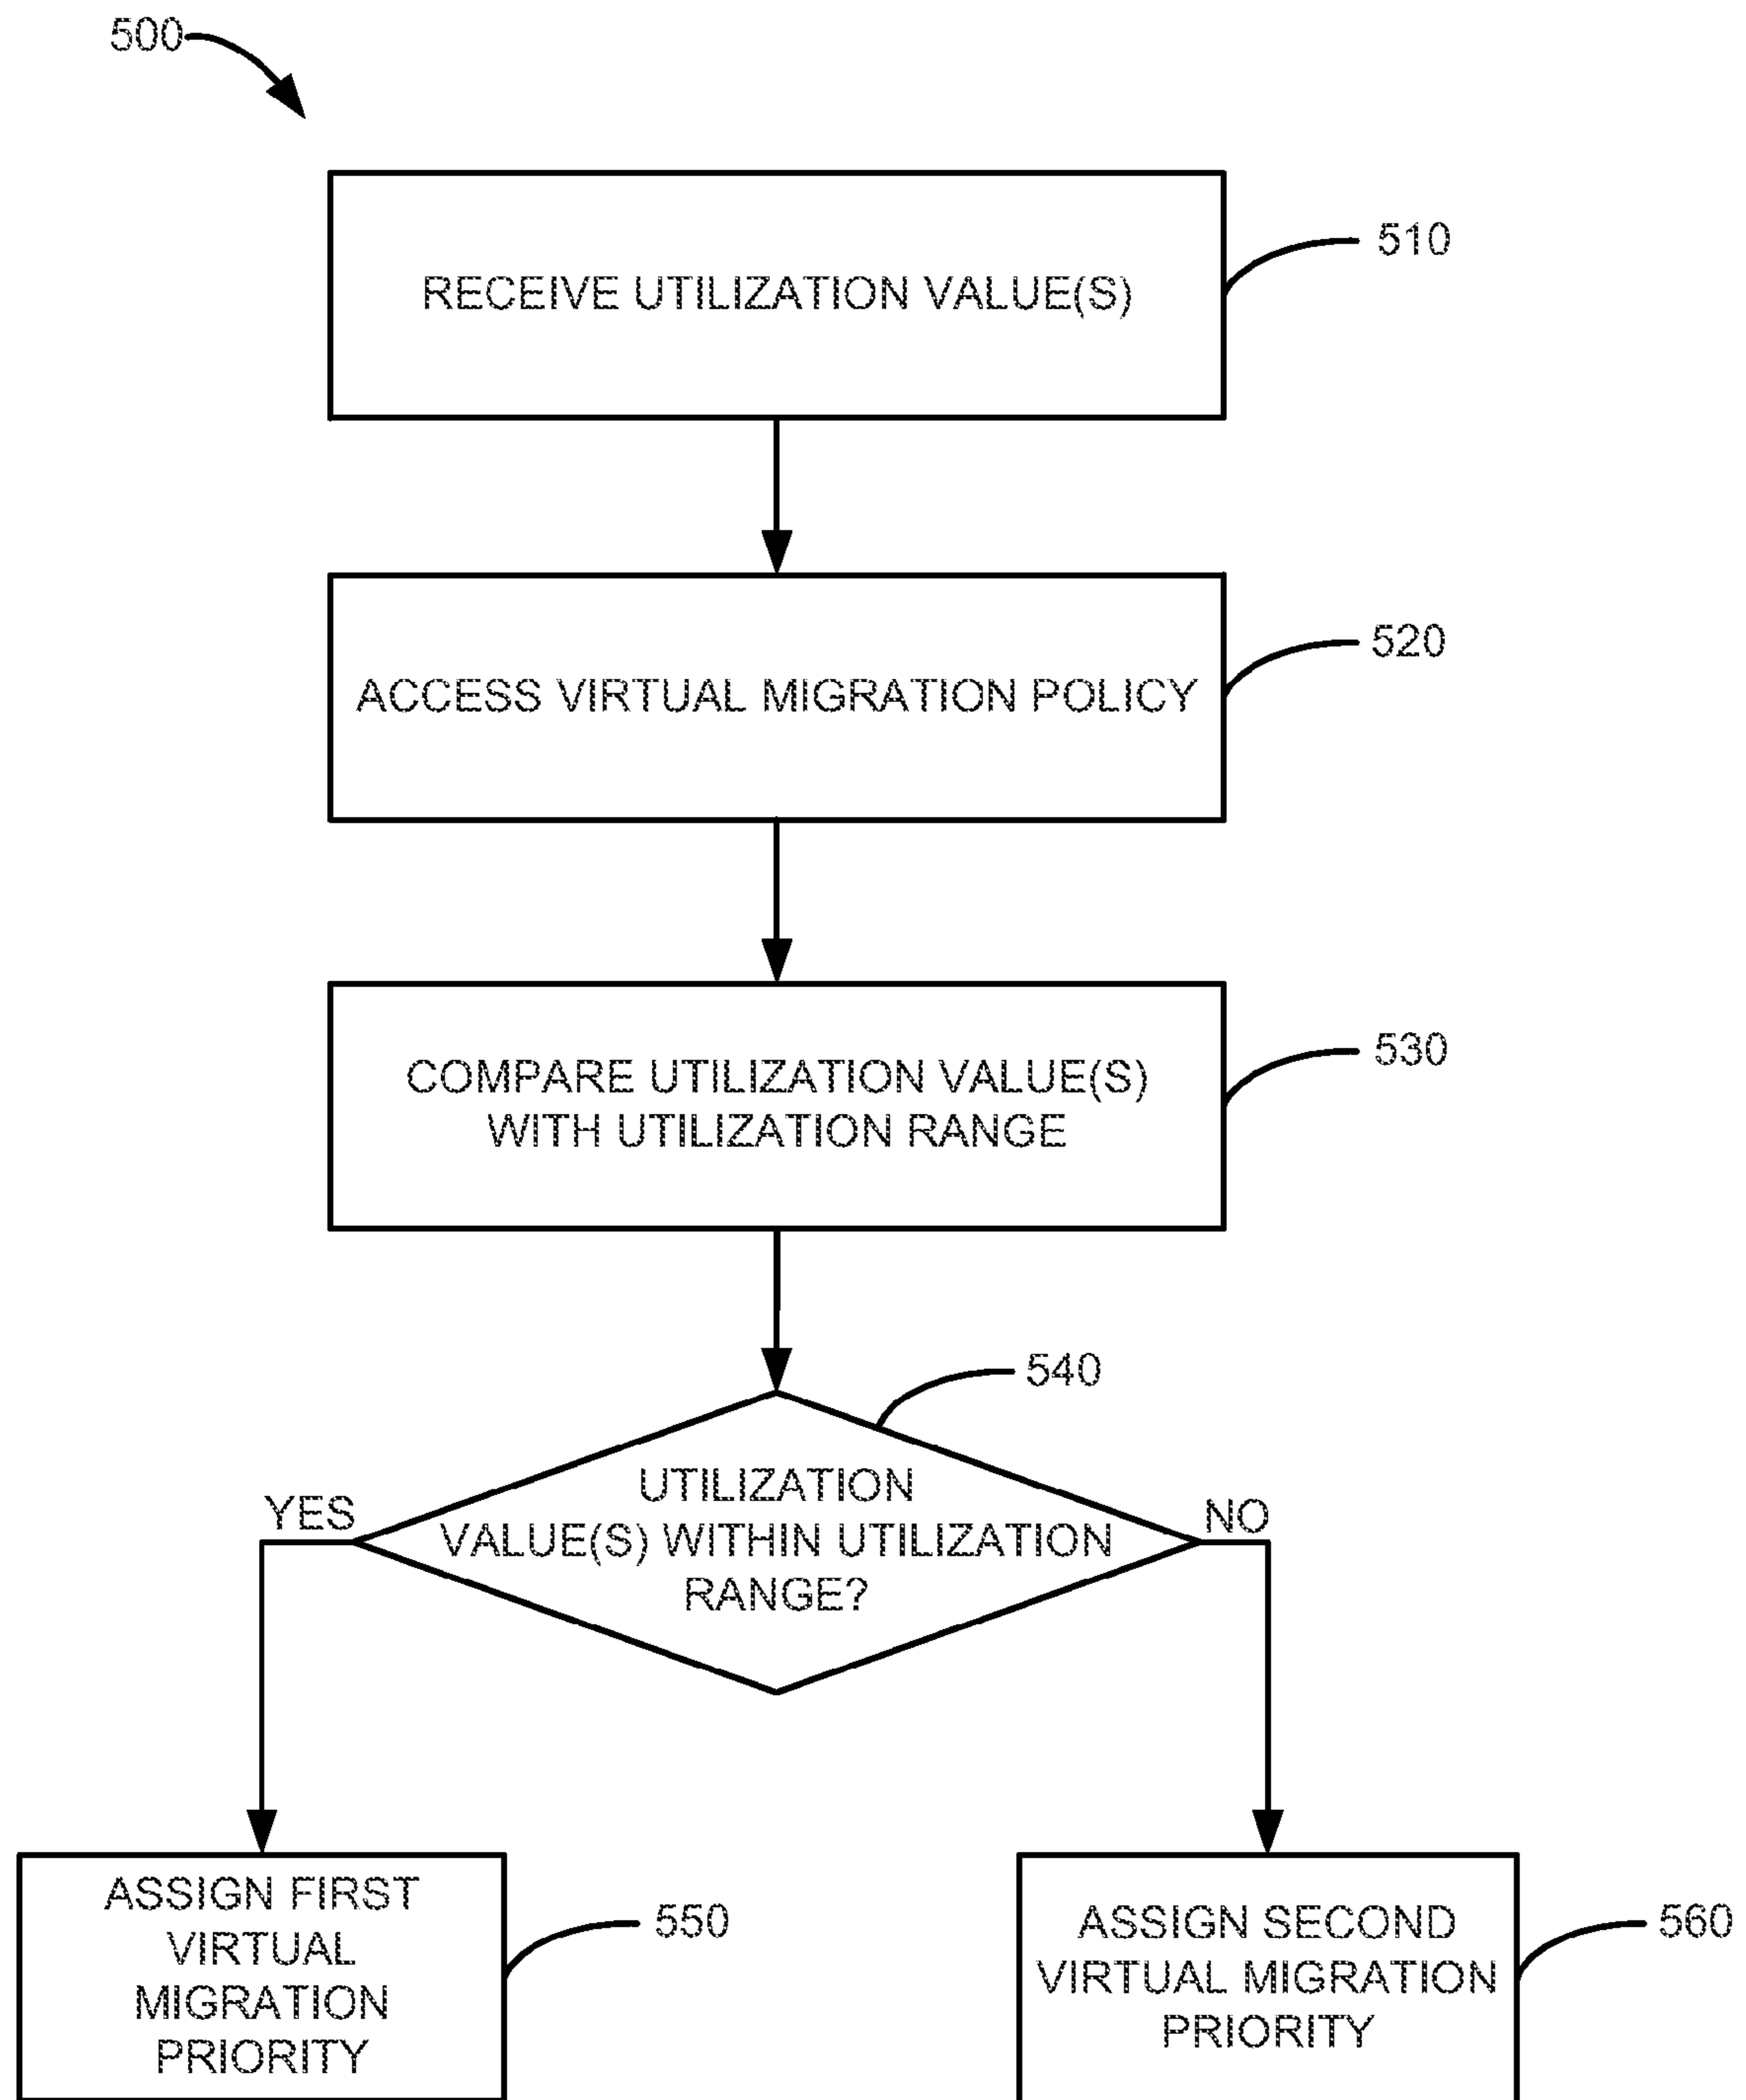 500
RECEIVE UTILIZATION VALUE(S)
510
ACCESS VIRTUAL MIGRATION POLICY
520
COMPARE UTILIZATION VALUE(S)
WITH UTILIZATION RANGE
530
540
UTILIZATION
VALUE(S) WITHIN UTILIZATION
RANGE?
YES
NO
ASSIGN FIRST
VIRTUAL
MIGRATION
PRIORITY
550
ASSIGN SECOND
VIRTUAL MIGRATION
PRIORITY
560